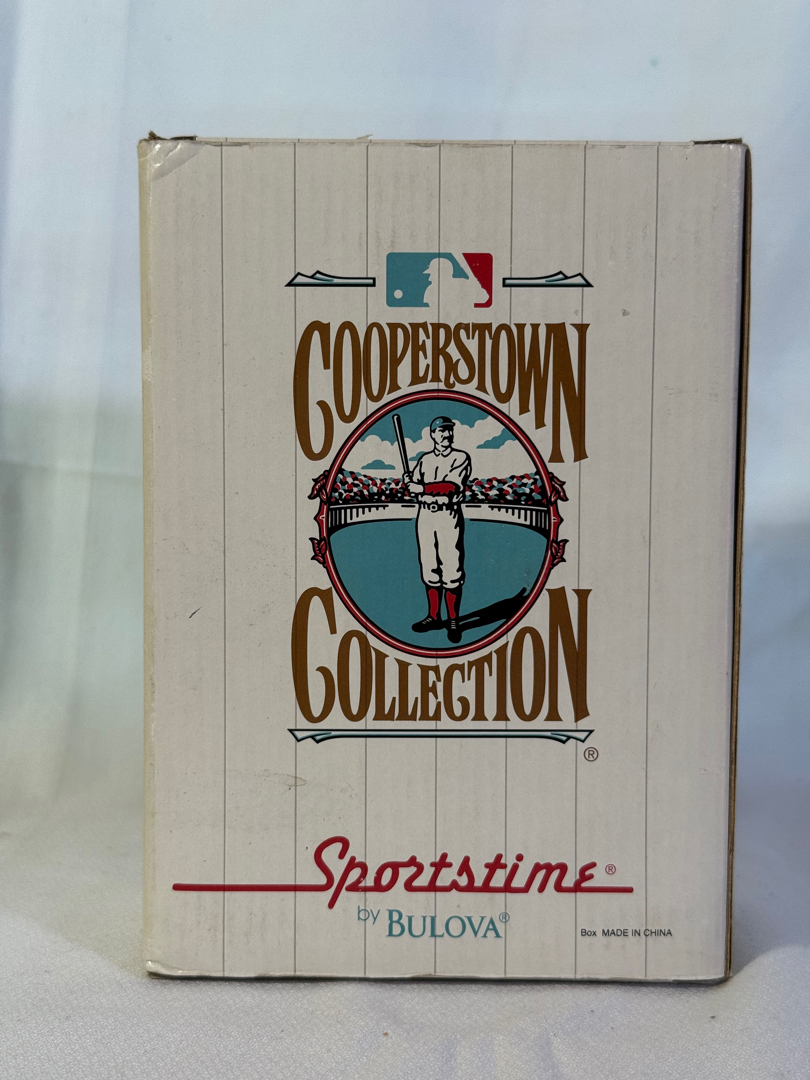 COOPERSTOWN
COLLECTION
®
Sportstime®
by BULOVA®
Box MADE IN CHINA